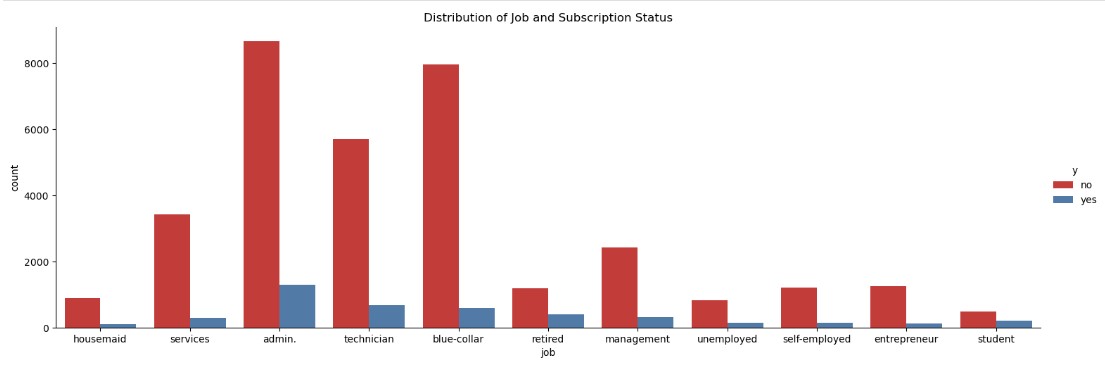 Distribution of Job and Subscription Status
8000
6000
4000
2000
0
count
housemaid services admin. technician blue-collar retired management unemployed self-employed entrepreneur student
job
y
no
yes